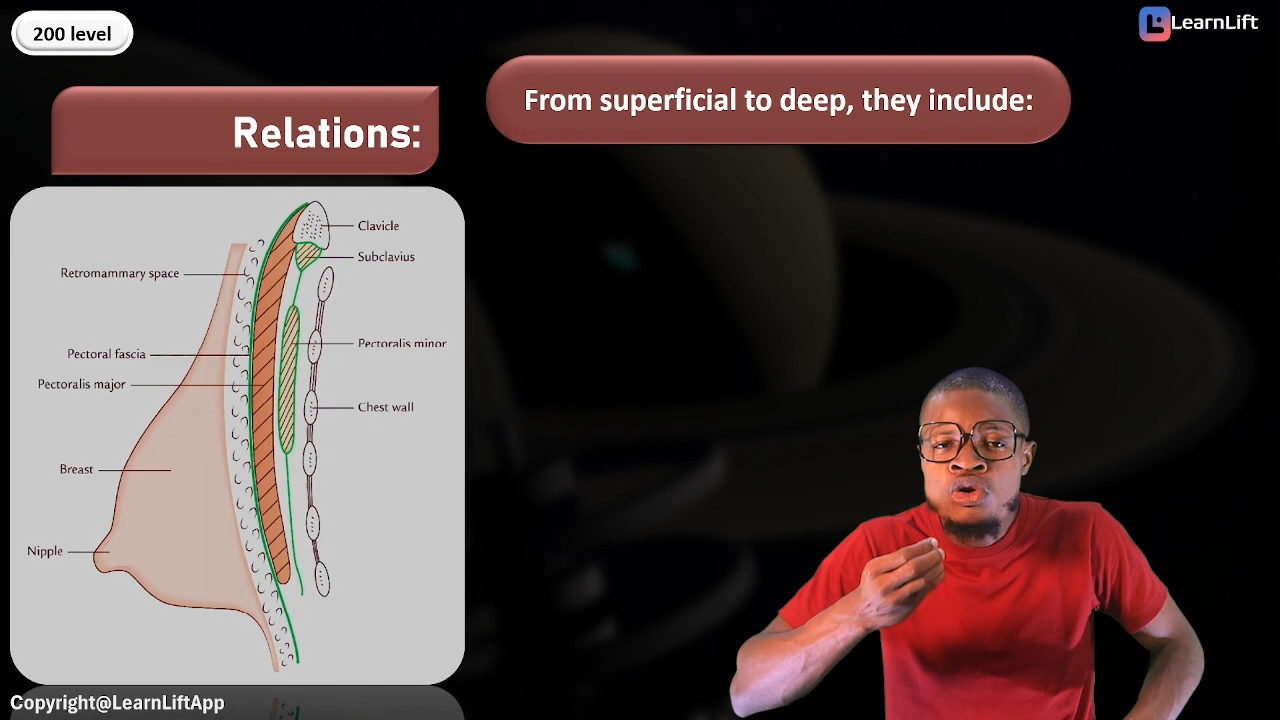 200 level
LearnLift
From superficial to deep, they include:
Relations:
Clavicle
Subclavius
Retromammary space
Pectoralis minor
Pectoral fascia
Pectoralis major
Chest wall
Breast
Nipple
Copyright@LearnLiftApp